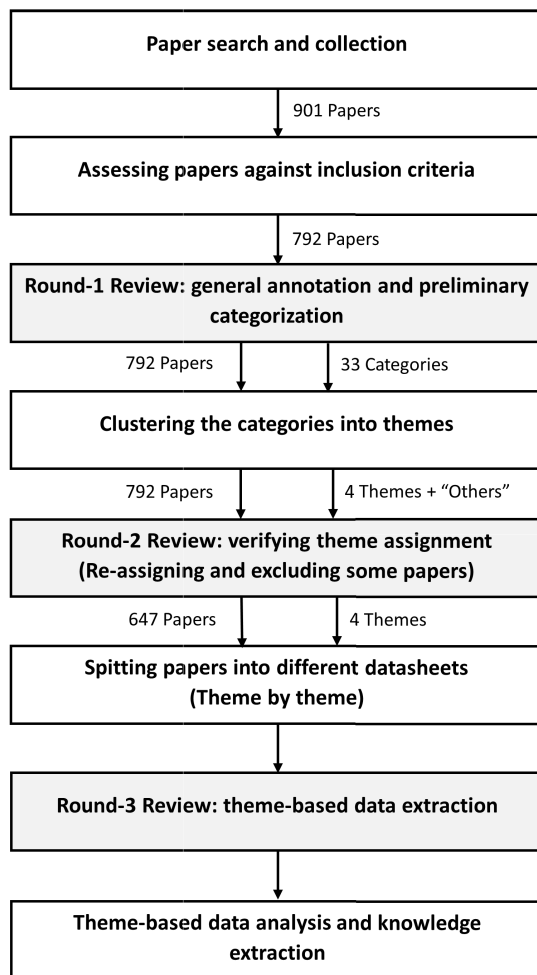 Paper search and collection
901 Papers
Assessing papers against inclusion criteria
792 Papers
Round-1 Review: general annotation and preliminary
categorization
792 Papers
33 Categories
Clustering the categories into themes
792 Papers
4 Themes + “Others”
Round-2 Review: verifying theme assignment
(Re-assigning and excluding some papers)
647 Papers
4 Themes
Spitting papers into different datasheets
(Theme by theme)
Round-3 Review: theme-based data extraction
Theme-based data analysis and knowledge
extraction